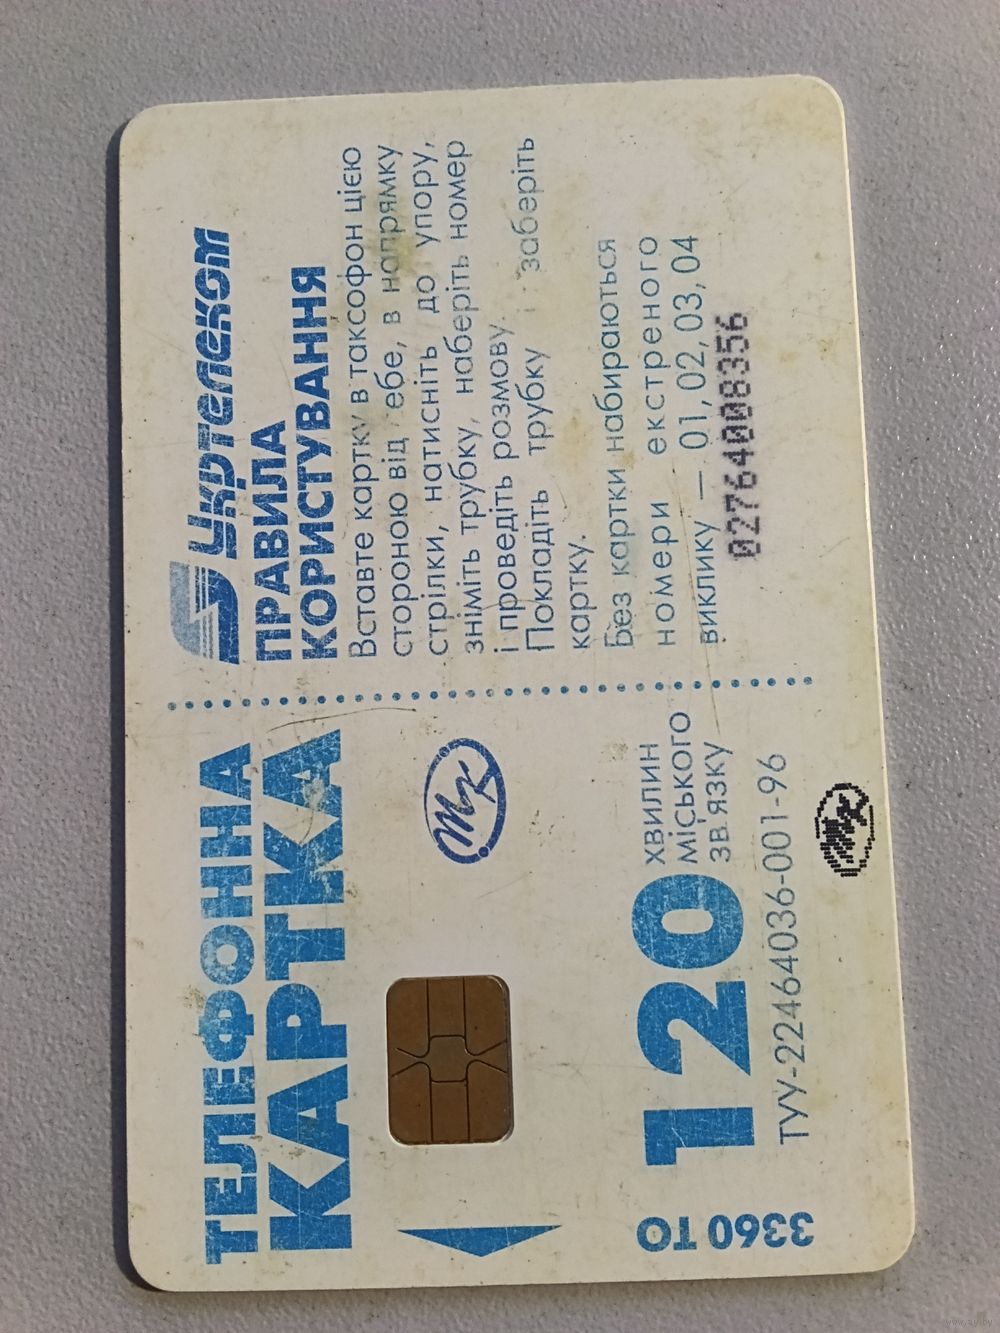 ТЕЛЕФОННА
КАРТКА
120
ХВИЛИН
МІСЬКОГО
ЗВ'ЯЗКУ
ТУУ-22464036-001-96
3360 ТО
Укртелеком
ПРАВИЛА
КОРИСТУВАННЯ
Вставте картку в таксофон цією
стороною від ебе, в напрямку
стрілки, натисніть до упору,
зніміть трубку, наберіть номер
і проведіть розмову.
Покладіть трубку і заберіть
картку.
Без картки набираються
номери екстреного
виклику — 01, 02, 03, 04
02764008356